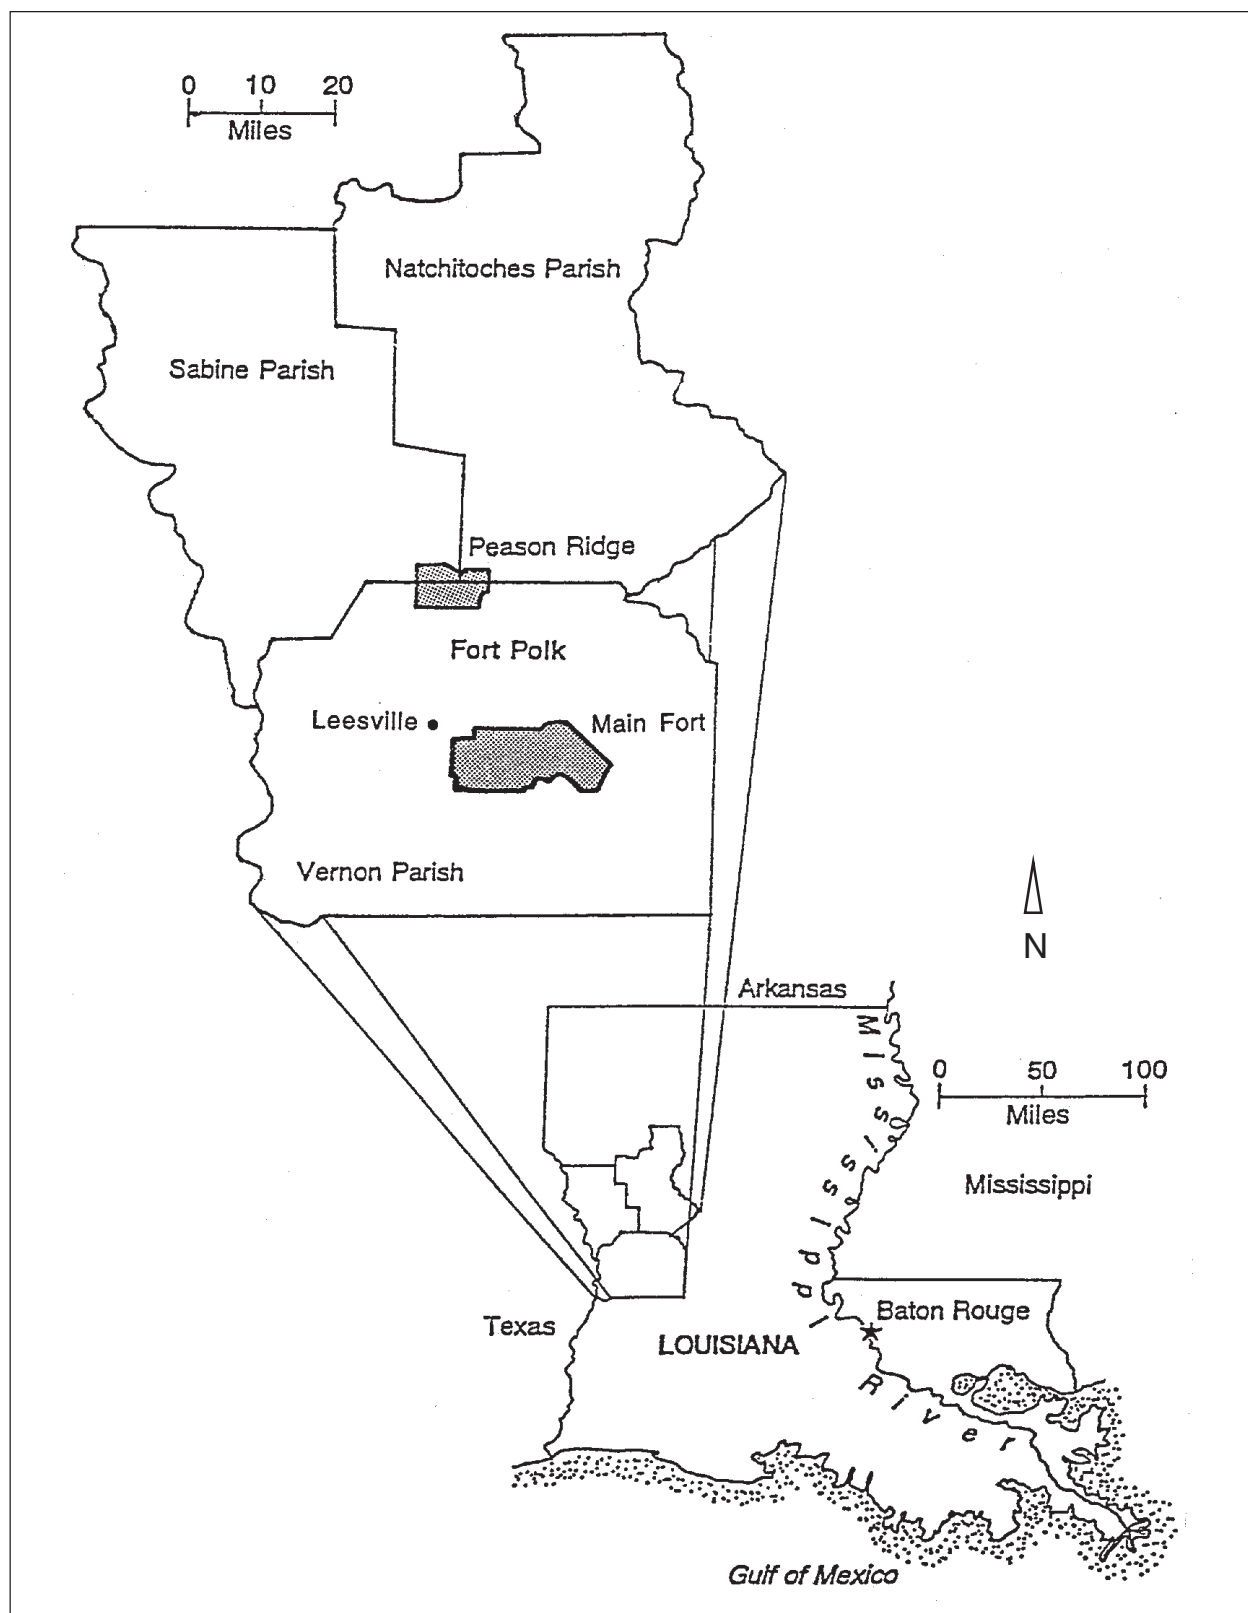 0 10 20
Miles
Natchitoches Parish
Sabine Parish
Peason Ridge
Fort Polk
Leesville
Main Fort
Vernon Parish
N
Arkansas
0 50 100
Miles
Mississippi
Mississippi River
Baton Rouge
Texas
LOUISIANA
Gulf of Mexico